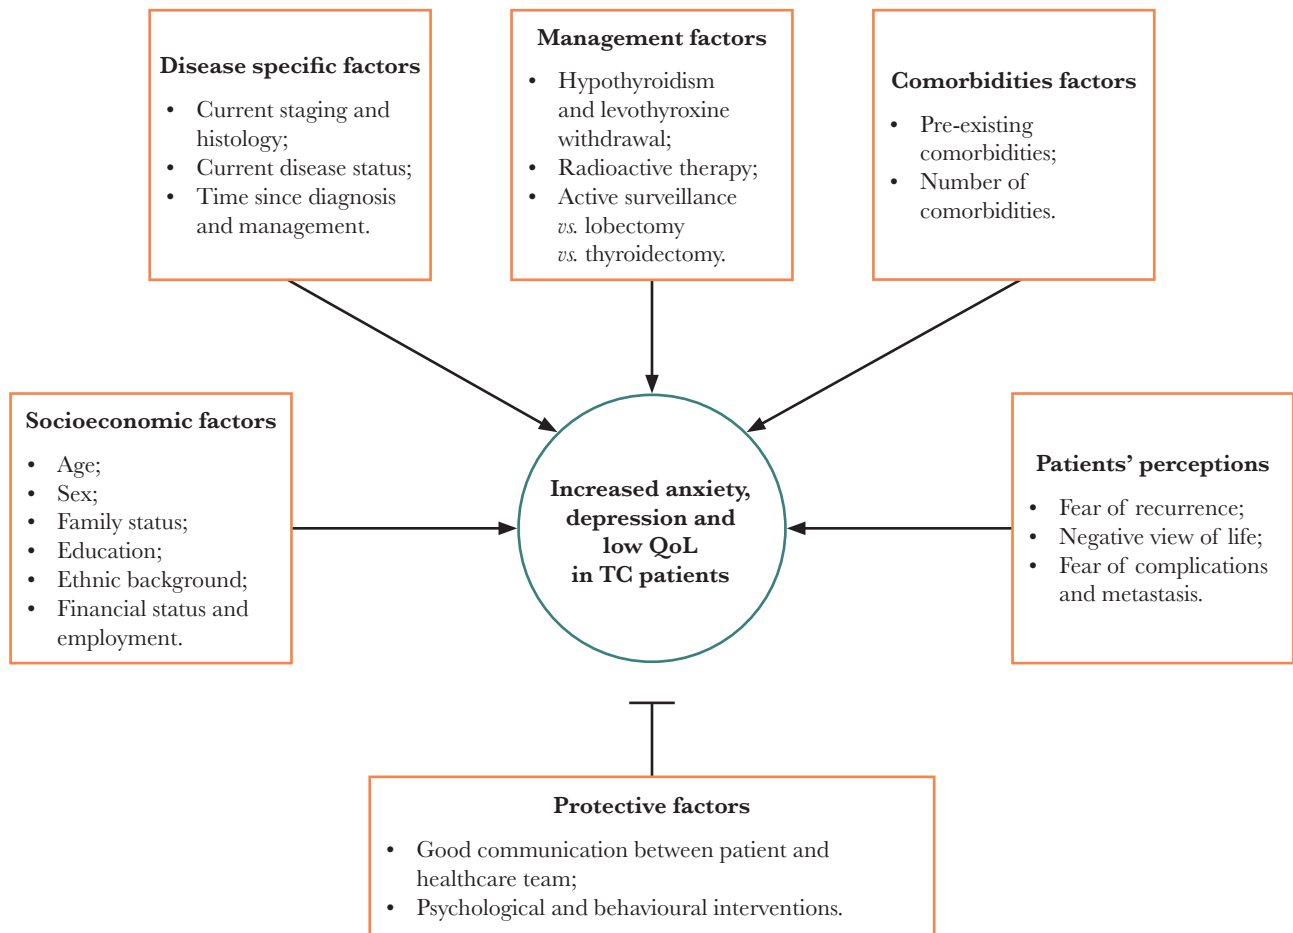 Disease specific factors
• Current staging and
histology;
• Current disease status;
• Time since diagnosis
and management.
Management factors
• Hypothyroidism
and levothyroxine
withdrawal;
• Radioactive therapy;
• Active surveillance
vs. lobectomy
vs. thyroidectomy.
Comorbidities factors
• Pre-existing
comorbidities;
• Number of
comorbidities.
Socioeconomic factors
• Age;
• Sex;
• Family status;
• Education;
• Ethnic background;
• Financial status and
employment.
Increased anxiety,
depression and
low QoL
in TC patients
Patients’ perceptions
• Fear of recurrence;
• Negative view of life;
• Fear of complications
and metastasis.
Protective factors
• Good communication between patient and
healthcare team;
• Psychological and behavioural interventions.